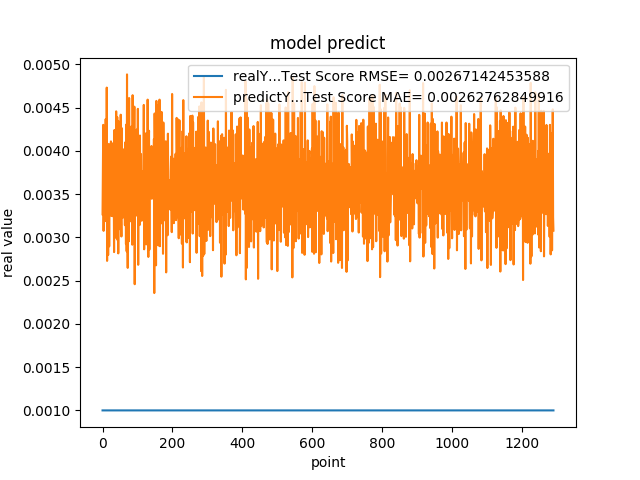 model predict
realY...Test Score RMSE= 0.00267142453588
predictY...Test Score MAE= 0.00262762849916
real value
0.0050
0.0045
0.0040
0.0035
0.0030
0.0025
0.0020
0.0015
0.0010
0 200 400 600 800 1000 1200
point